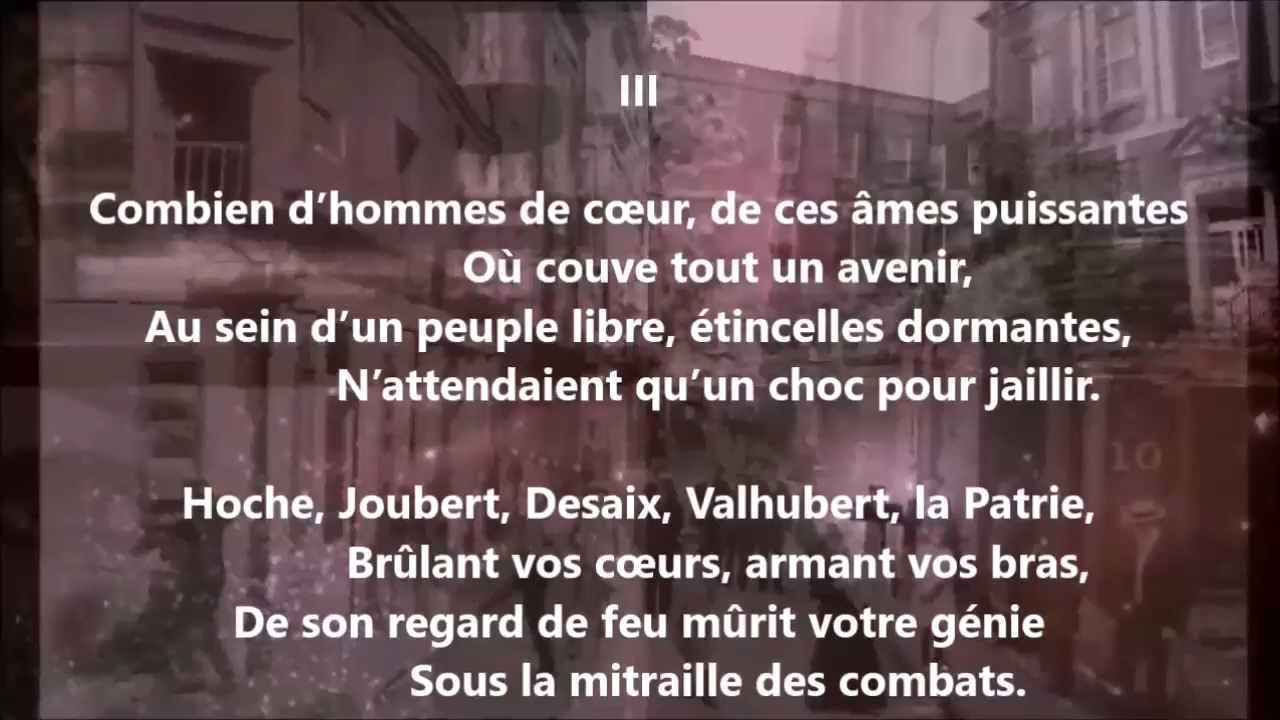 III
Combien d’hommes de cœur, de ces âmes puissantes
Où couve tout un avenir,
Au sein d’un peuple libre, étincelles dormantes,
N’attendaient qu’un choc pour jaillir.
Hoche, Joubert, Desaix, Valhubert, la Patrie,
Brûlant vos cœurs, armant vos bras,
De son regard de feu mûrit votre génie
Sous la mitraille des combats.
10